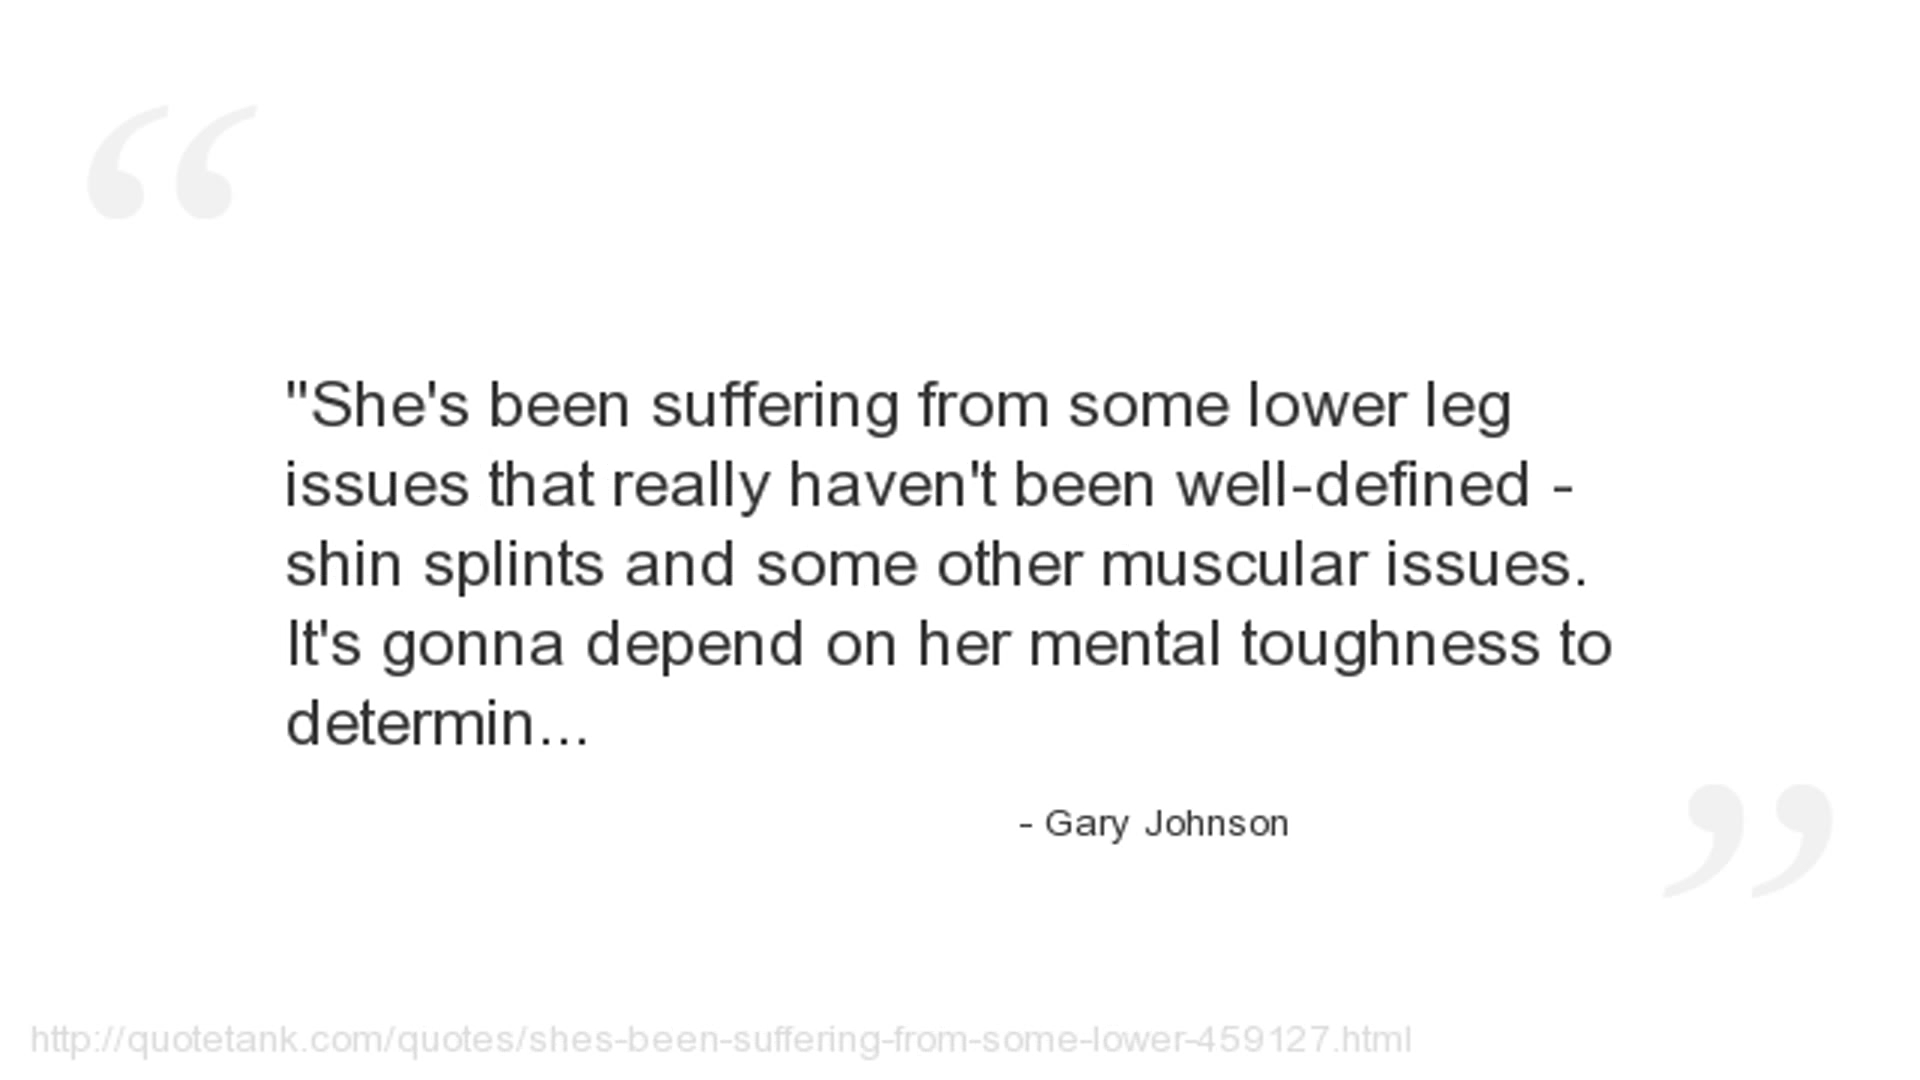 "She's been suffering from some lower leg
issues that really haven't been well-defined -
shin splints and some other muscular issues.
It's gonna depend on her mental toughness to
determin...
- Gary Johnson
http://quotetank.com/quotes/shes-been-suffering-from-some-lower-459127.html